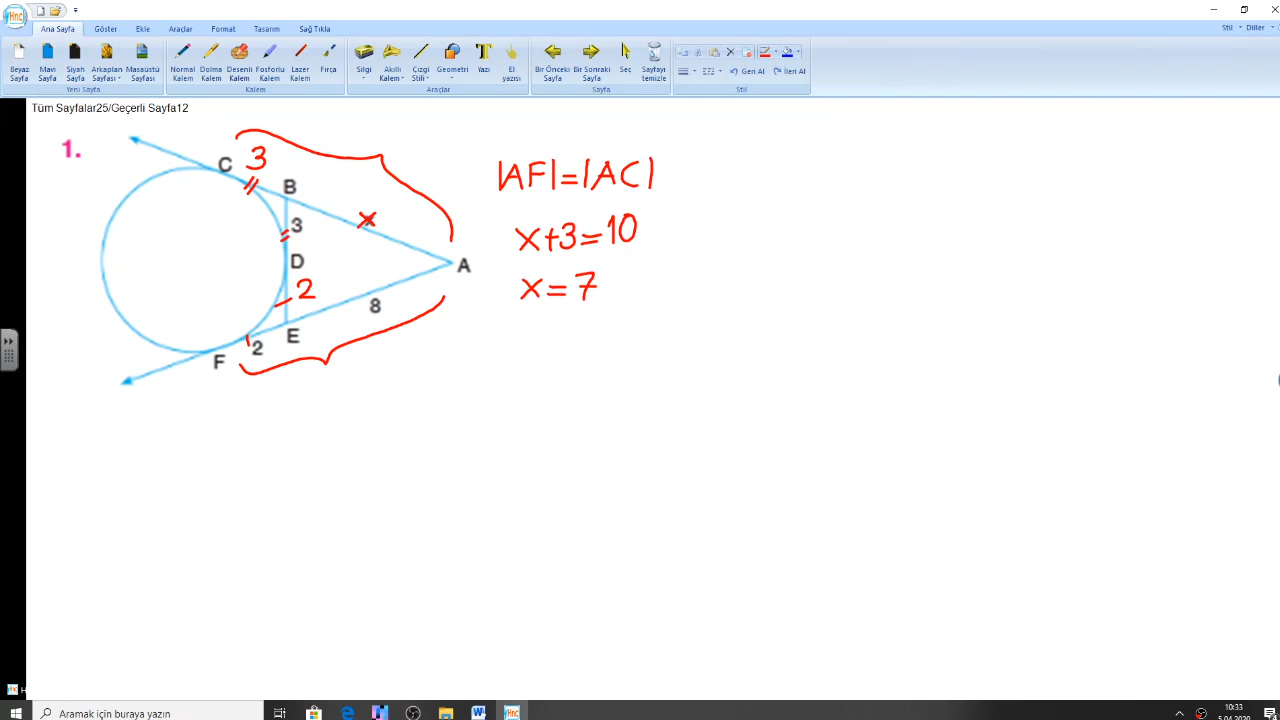 Ana Sayfa Göster Ekle Araçlar Format Tasarım Sağ Tıkla Stil Diller
Beyaz Sayfa Mavi Sayfa Siyah Sayfa Arkaplan Sayfası Masaüstü Sayfası Normal Kalem Dolma Kalem Desenli Kalem Fosforlu Kalem Lazer Kalem Fırça Silgi Akıllı Kalem Çizgi Stili Geometri Yazı El yazısı Bir Önceki Sayfa Bir Sonraki Sayfa Seç Sayfayı temizle Geri Al İleri Al
Yeni Sayfa Kalem Araçlar Sayfa Stil
Tüm Sayfalar25/Geçerli Sayfa12
1.
C 3
B
3
x
D
A
2
8
E
2
F
|AF|=|AC|
x+3=10
x=7
Aramak için buraya yazın
10:33
5.04.2020